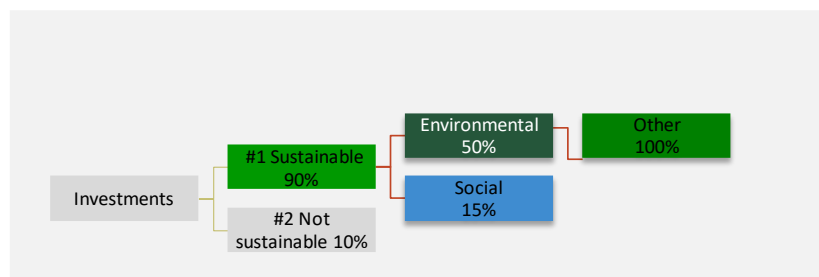 Investments
#1 Sustainable
90%
#2 Not
sustainable 10%
Environmental
50%
Social
15%
Other
100%